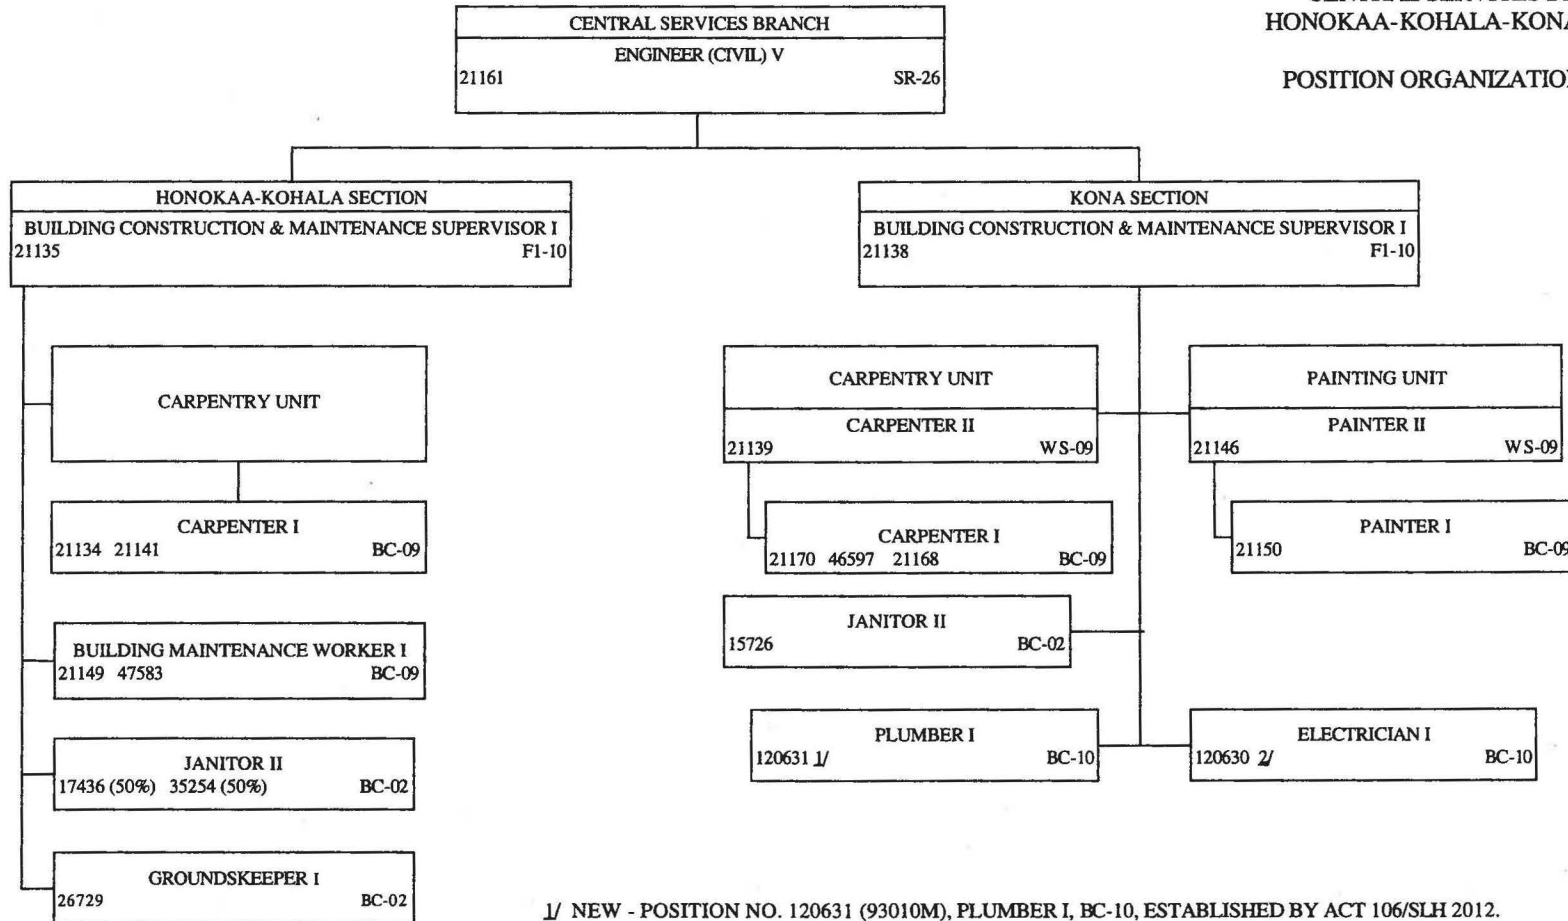 HONOKAA-KOHALA-KONA
POSITION ORGANIZATION
CENTRAL SERVICES BRANCH
ENGINEER (CIVIL) V
21161 SR-26
HONOKAA-KOHALA SECTION
BUILDING CONSTRUCTION & MAINTENANCE SUPERVISOR I
21135 F1-10
KONA SECTION
BUILDING CONSTRUCTION & MAINTENANCE SUPERVISOR I
21138 F1-10
CARPENTRY UNIT
CARPENTER I
21134 21141 BC-09
BUILDING MAINTENANCE WORKER I
21149 47583 BC-09
JANITOR II
17436 (50%) 35254 (50%) BC-02
GROUNDSKEEPER I
26729 BC-02
CARPENTRY UNIT
CARPENTER II
21139 WS-09
CARPENTER I
21170 46597 21168 BC-09
PAINTING UNIT
PAINTER II
21146 WS-09
PAINTER I
21150 BC-09
JANITOR II
15726 BC-02
PLUMBER I
120631 1/ BC-10
ELECTRICIAN I
120630 2/ BC-10
1/ NEW - POSITION NO. 120631 (93010M), PLUMBER I, BC-10, ESTABLISHED BY ACT 106/SLH 2012.